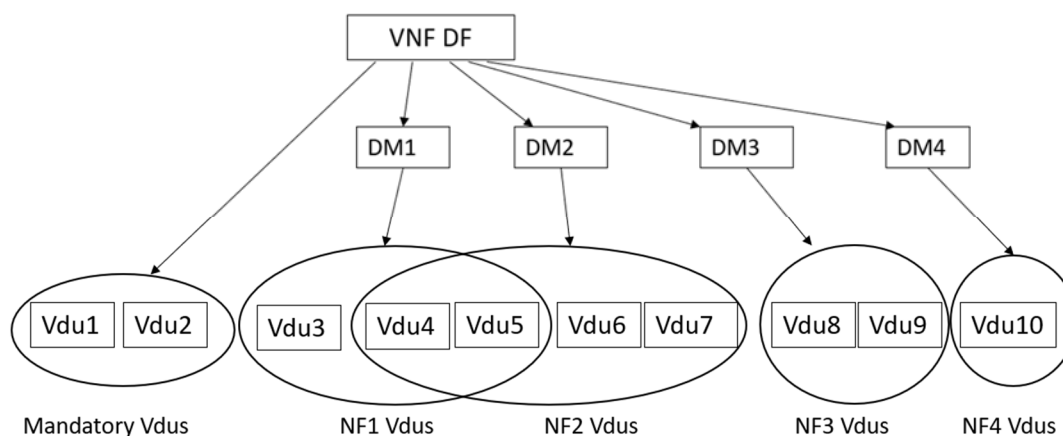 VNF DF
DM1 DM2 DM3 DM4
Vdu1 Vdu2 Vdu3 Vdu4 Vdu5 Vdu6 Vdu7 Vdu8 Vdu9 Vdu10
Mandatory Vdus NF1 Vdus NF2 Vdus NF3 Vdus NF4 Vdus